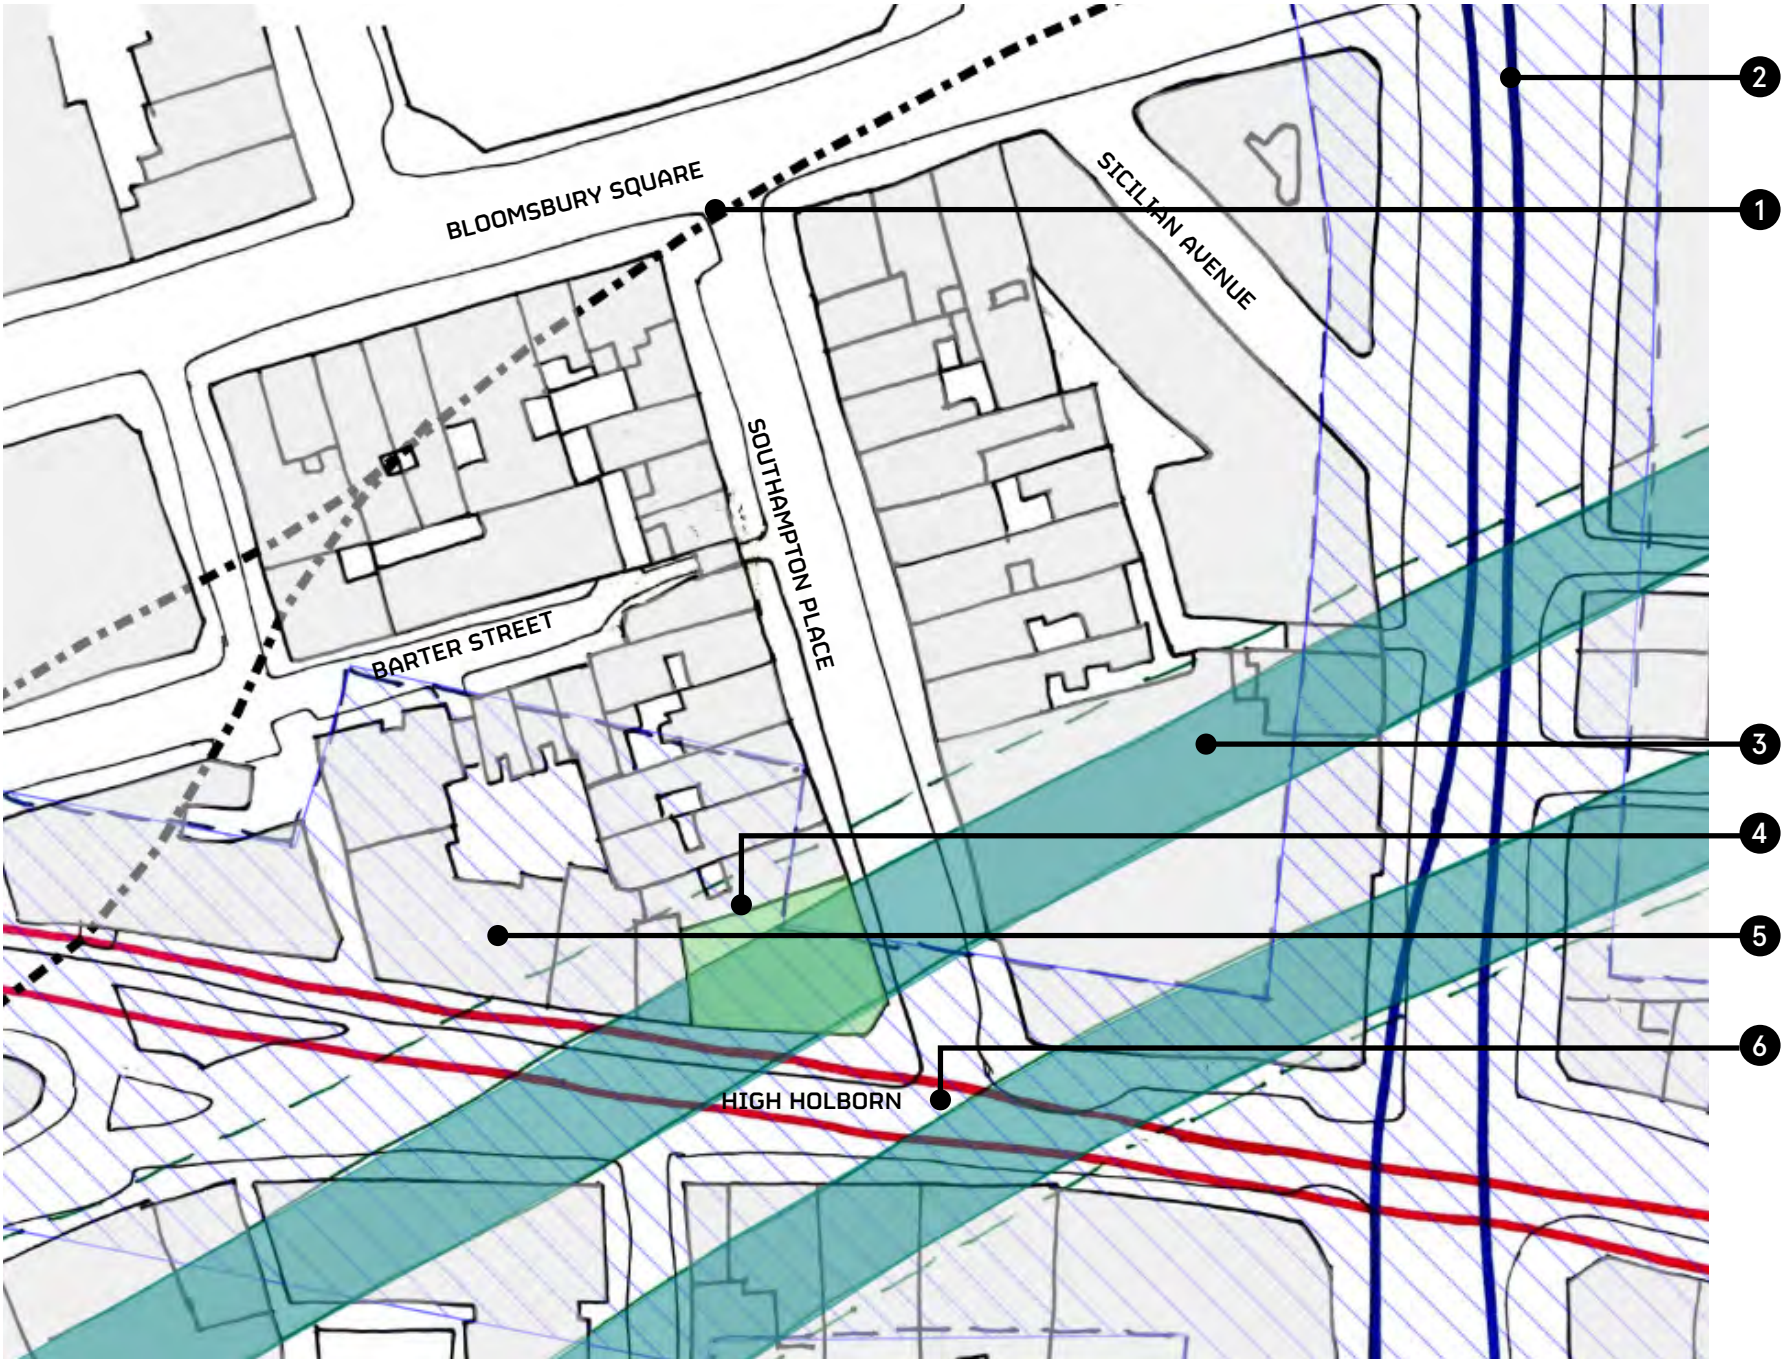 2
1
BLOOMSBURY SQUARE
SICILIAN AVENUE
SOUTHAMPTON PLACE
BARTER STREET
3
4
5
6
HIGH HOLBORN